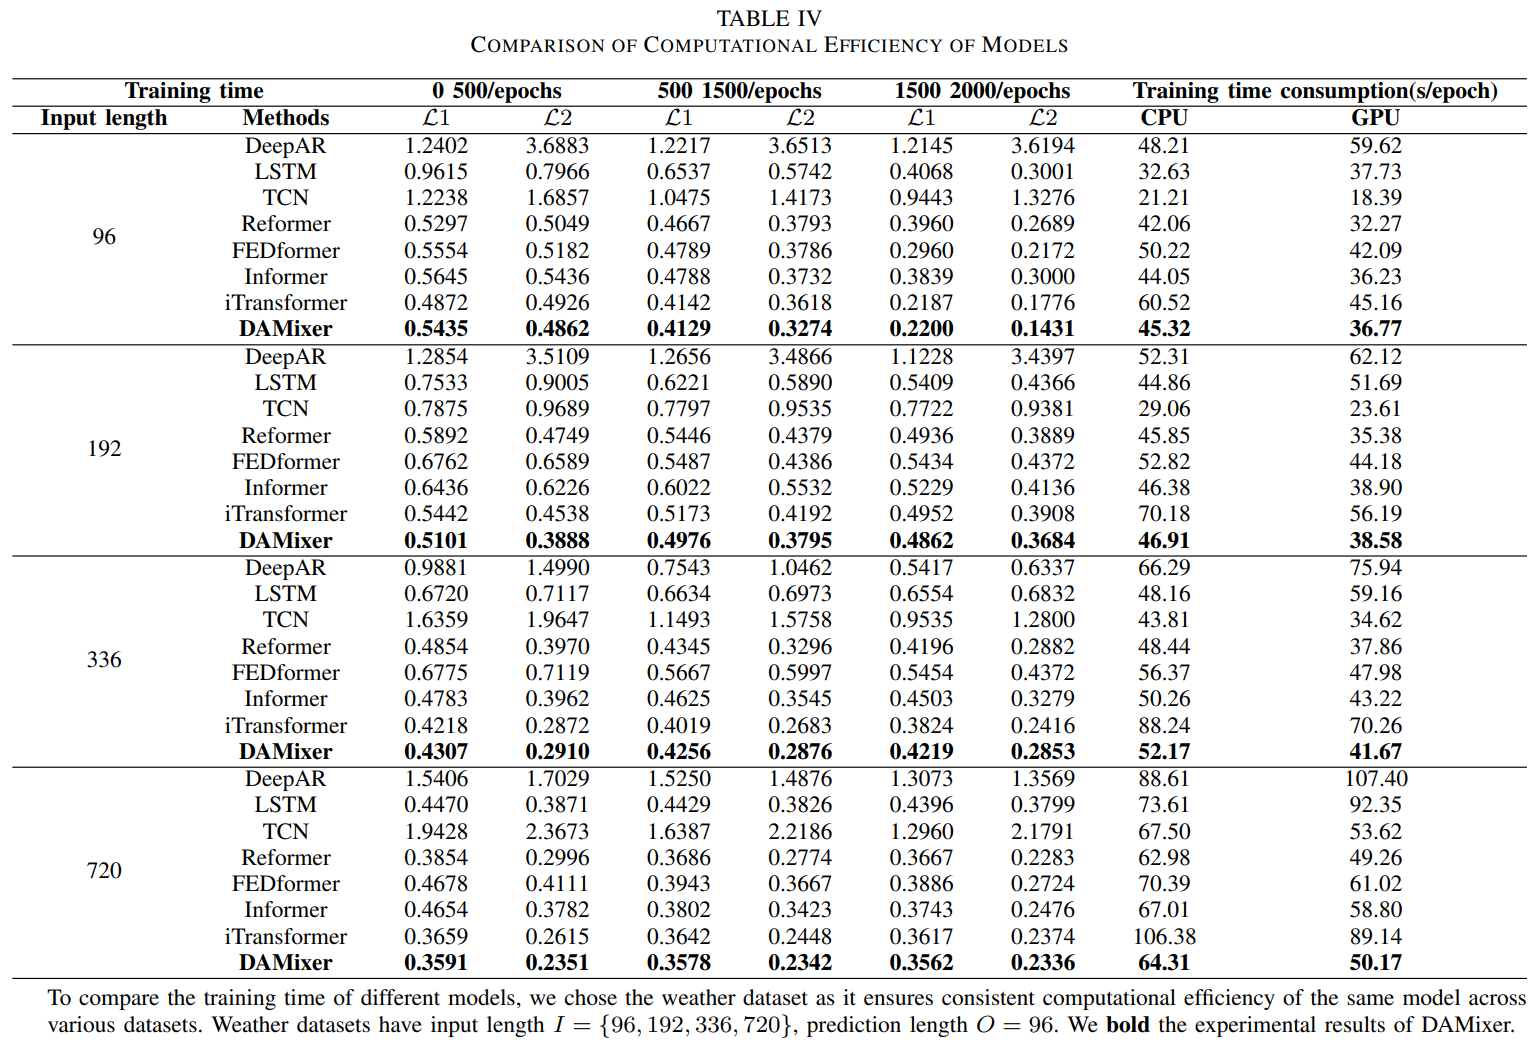 TABLE IV
COMPARISON OF COMPUTATIONAL EFFICIENCY OF MODELS
Training time 0 500/epochs 500 1500/epochs 1500 2000/epochs Training time consumption(s/epoch)
Input length Methods ℒ1 ℒ2 ℒ1 ℒ2 ℒ1 ℒ2 CPU GPU
DeepAR 1.2402 3.6883 1.2217 3.6513 1.2145 3.6194 48.21 59.62
LSTM 0.9615 0.7966 0.6537 0.5742 0.4068 0.3001 32.63 37.73
TCN 1.2238 1.6857 1.0475 1.4173 0.9443 1.3276 21.21 18.39
Reformer 0.5297 0.5049 0.4667 0.3793 0.3960 0.2689 42.06 32.27
96
FEDformer 0.5554 0.5182 0.4789 0.3786 0.2960 0.2172 50.22 42.09
Informer 0.5645 0.5436 0.4788 0.3732 0.3839 0.3000 44.05 36.23
iTransformer 0.4872 0.4926 0.4142 0.3618 0.2187 0.1776 60.52 45.16
DAMixer 0.5435 0.4862 0.4129 0.3274 0.2200 0.1431 45.32 36.77
DeepAR 1.2854 3.5109 1.2656 3.4866 1.1228 3.4397 52.31 62.12
LSTM 0.7533 0.9005 0.6221 0.5890 0.5409 0.4366 44.86 51.69
TCN 0.7875 0.9689 0.7797 0.9535 0.7722 0.9381 29.06 23.61
Reformer 0.5892 0.4749 0.5446 0.4379 0.4936 0.3889 45.85 35.38
192
FEDformer 0.6762 0.6589 0.5487 0.4386 0.5434 0.4372 52.82 44.18
Informer 0.6436 0.6226 0.6022 0.5532 0.5229 0.4136 46.38 38.90
iTransformer 0.5442 0.4538 0.5173 0.4192 0.4952 0.3908 70.18 56.19
DAMixer 0.5101 0.3888 0.4976 0.3795 0.4862 0.3684 46.91 38.58
DeepAR 0.9881 1.4990 0.7543 1.0462 0.5417 0.6337 66.29 75.94
LSTM 0.6720 0.7117 0.6634 0.6973 0.6554 0.6832 48.16 59.16
TCN 1.6359 1.9647 1.1493 1.5758 0.9535 1.2800 43.81 34.62
Reformer 0.4854 0.3970 0.4345 0.3296 0.4196 0.2882 48.44 37.86
336
FEDformer 0.6775 0.7119 0.5667 0.5997 0.5454 0.4372 56.37 47.98
Informer 0.4783 0.3962 0.4625 0.3545 0.4503 0.3279 50.26 43.22
iTransformer 0.4218 0.2872 0.4019 0.2683 0.3824 0.2416 88.24 70.26
DAMixer 0.4307 0.2910 0.4256 0.2876 0.4219 0.2853 52.17 41.67
DeepAR 1.5406 1.7029 1.5250 1.4876 1.3073 1.3569 88.61 107.40
LSTM 0.4470 0.3871 0.4429 0.3826 0.4396 0.3799 73.61 92.35
TCN 1.9428 2.3673 1.6387 2.2186 1.2960 2.1791 67.50 53.62
Reformer 0.3854 0.2996 0.3686 0.2774 0.3667 0.2283 62.98 49.26
720
FEDformer 0.4678 0.4111 0.3943 0.3667 0.3886 0.2724 70.39 61.02
Informer 0.4654 0.3782 0.3802 0.3423 0.3743 0.2476 67.01 58.80
iTransformer 0.3659 0.2615 0.3642 0.2448 0.3617 0.2374 106.38 89.14
DAMixer 0.3591 0.2351 0.3578 0.2342 0.3562 0.2336 64.31 50.17
To compare the training time of different models, we chose the weather dataset as it ensures consistent computational efficiency of the same model across
various datasets. Weather datasets have input length I = {96, 192, 336, 720}, prediction length O = 96. We bold the experimental results of DAMixer.